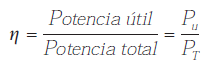 η = Potencia útil / Potencia total = P_u / P_T